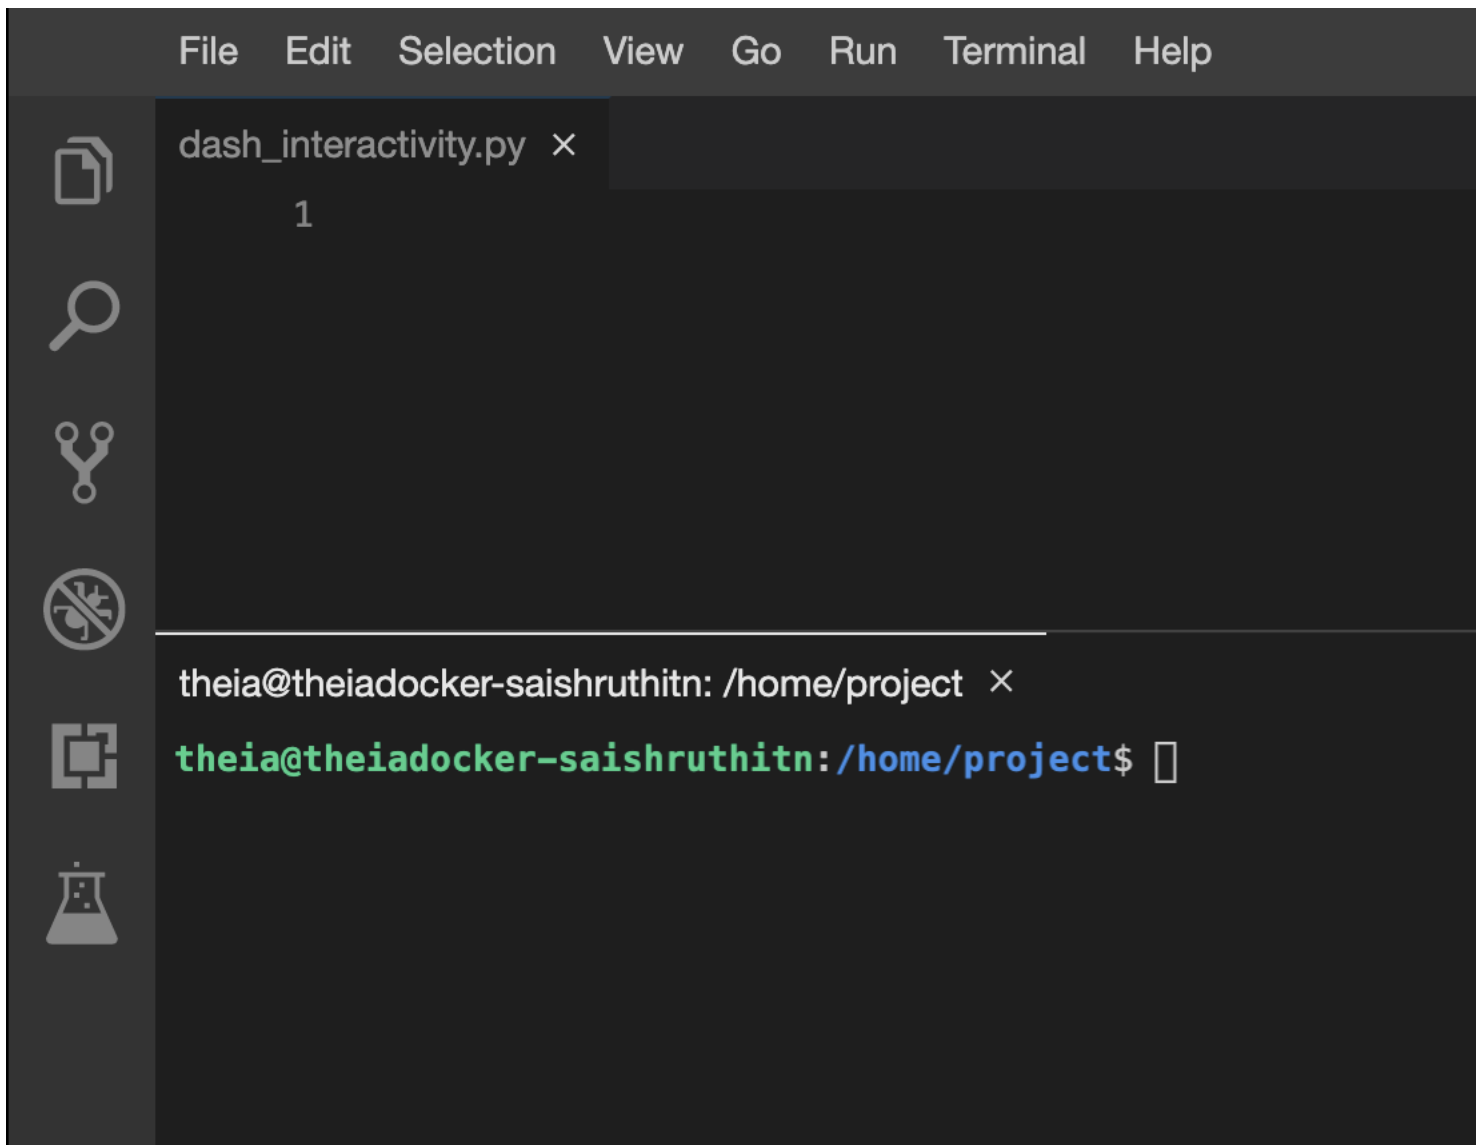 File Edit Selection View Go Run Terminal Help
dash_interactivity.py ×
1
theia@theiadocker-saishruthitn: /home/project ×
theia@theiadocker-saishruthitn:/home/project$